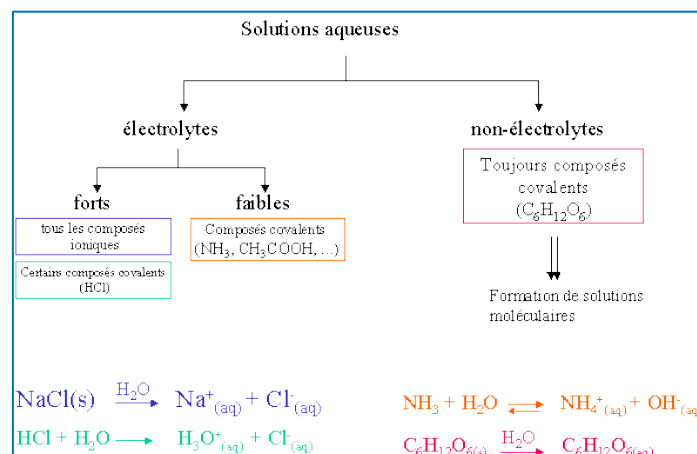 Solutions aqueuses
électrolytes
non-électrolytes
forts
faibles
Toujours composés
covalents
(C₆H₁₂O₆)
tous les composés
ioniques
Composés covalents
(NH₃, CH₃COOH, ...)
Certains composés covalents
(HCl)
Formation de solutions
moléculaires
NaCl(s) H₂O Na⁺(aq) + Cl⁻(aq)
HCl + H₂O H₃O⁺(aq) + Cl⁻(aq)
NH₃ + H₂O NH₄⁺(aq) + OH⁻(aq
C₆H₁₂O₆(s) H₂O C₆H₁₂O₆(aq)